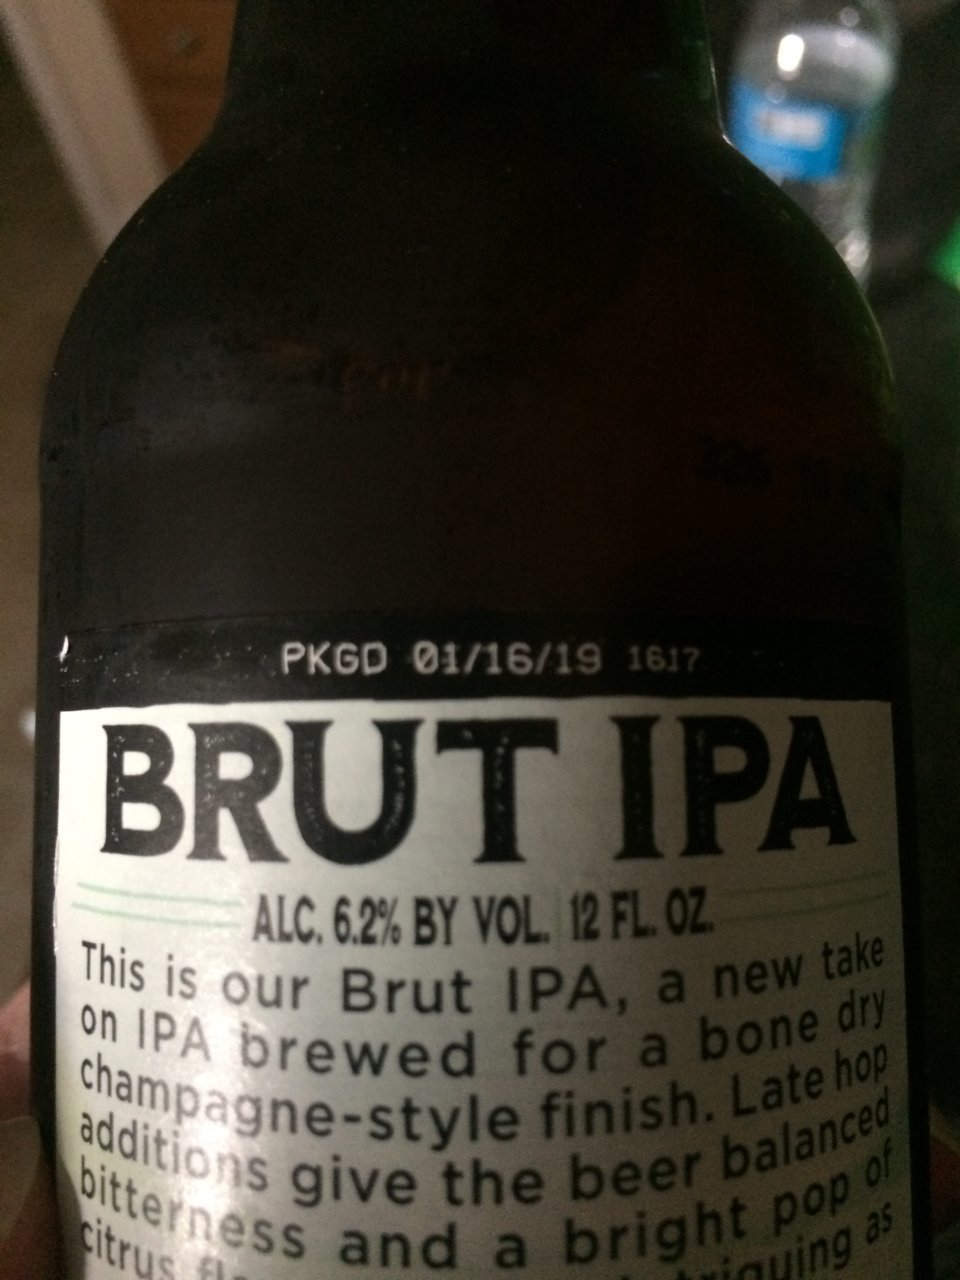 PKGD 01/16/19 1617
BRUT IPA
ALC. 6.2% BY VOL. 12 FL. OZ.
This is our Brut IPA, a new take
on IPA brewed for a bone dry
champagne-style finish. Late hop
additions give the beer balanced
bitterness and a bright pop of
citrus as